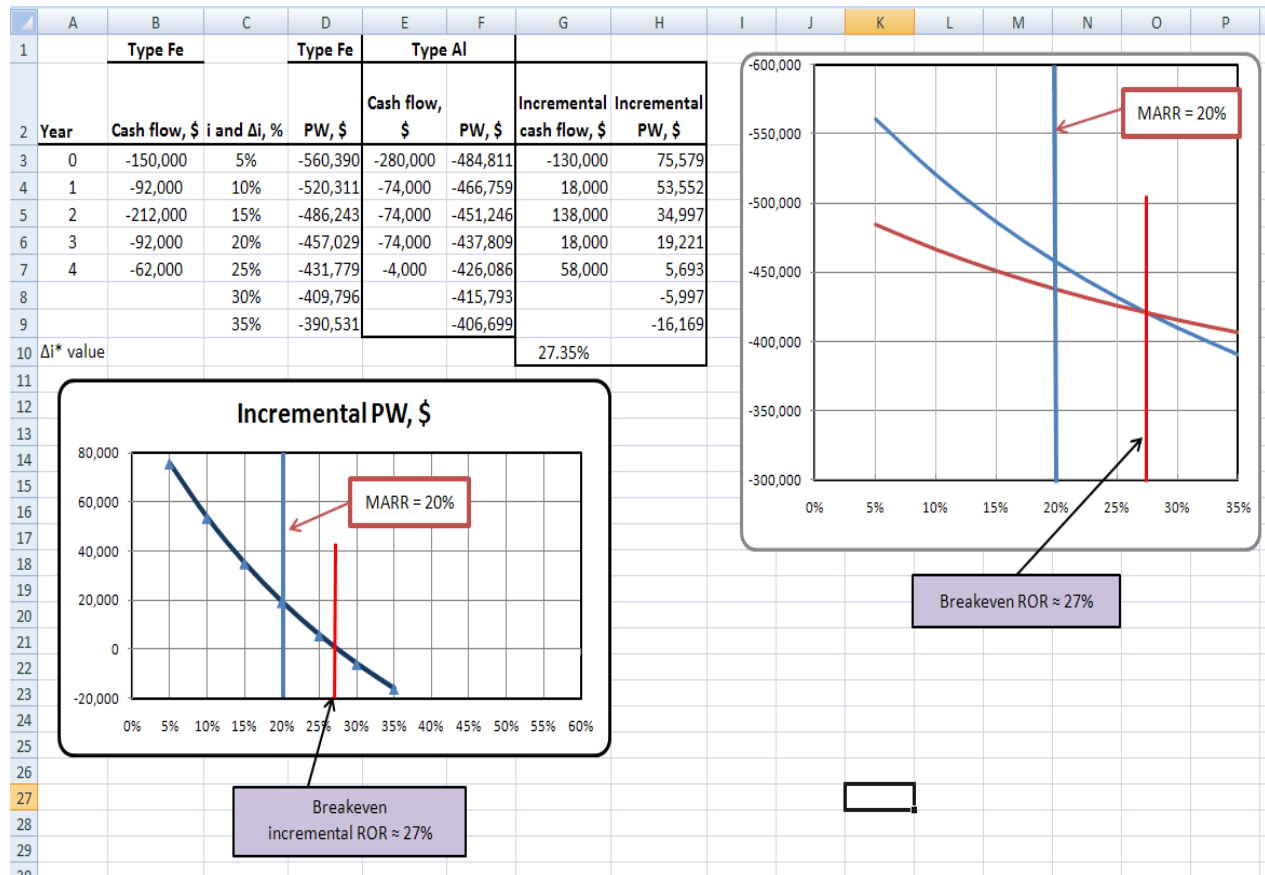 A B C D E F G H I J K L M N O P
1 Type Fe Type Fe Type Al
2 Year Cash flow, $ i and Δi, % PW, $ Cash flow, $ PW, $ Incremental cash flow, $ Incremental PW, $
3 0 -150,000 5% -560,390 -280,000 -484,811 -130,000 75,579
4 1 -92,000 10% -520,311 -74,000 -466,759 18,000 53,552
5 2 -212,000 15% -486,243 -74,000 -451,246 138,000 34,997
6 3 -92,000 20% -457,029 -74,000 -437,809 18,000 19,221
7 4 -62,000 25% -431,779 -4,000 -426,086 58,000 5,693
8 30% -409,796 -415,793 -5,997
9 35% -390,531 -406,699 -16,169
10 Δi* value 27.35%
11
12
13
14
15
16
17
18
19
20
21
22
23
24
25
26
27
28
29
Incremental PW, $
80,000
60,000
40,000
20,000
0
-20,000
0% 5% 10% 15% 20% 25% 30% 35% 40% 45% 50% 55% 60%
MARR = 20%
Breakeven
incremental ROR ≈ 27%
-600,000
-550,000
-500,000
-450,000
-400,000
-350,000
-300,000
0% 5% 10% 15% 20% 25% 30% 35%
MARR = 20%
Breakeven ROR ≈ 27%